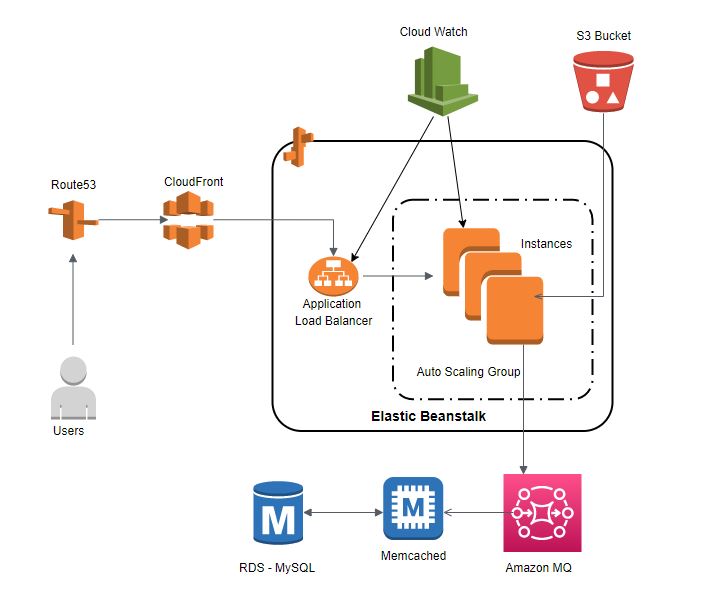 Cloud Watch
S3 Bucket
Route53
CloudFront
Instances
Application
Load Balancer
Auto Scaling Group
Elastic Beanstalk
Users
M
M
RDS - MySQL
Memcached
Amazon MQ